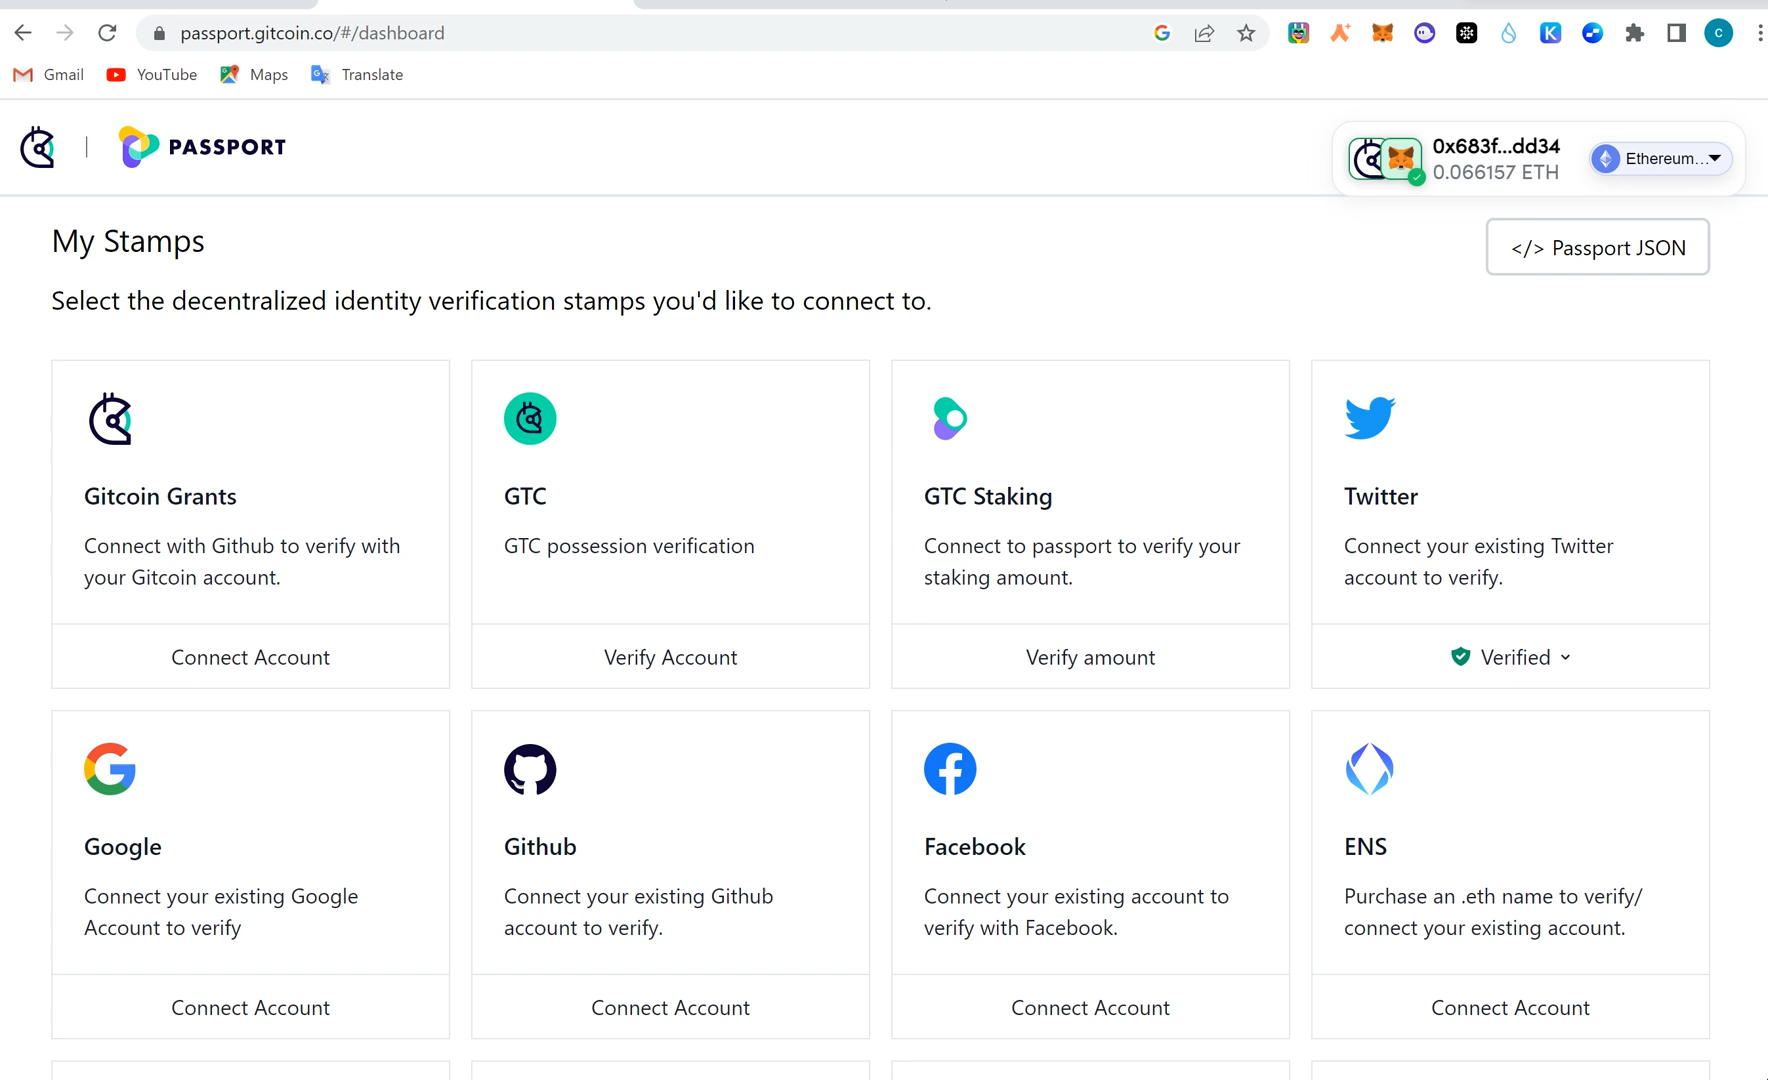 passport.gitcoin.co/#/dashboard
C
Gmail
YouTube
Maps
Translate
PASSPORT
0x683f...dd34
0.066157 ETH
Ethereum...
My Stamps
</> Passport JSON
Select the decentralized identity verification stamps you'd like to connect to.
Gitcoin Grants
Connect with Github to verify with
your Gitcoin account.
Connect Account
GTC
GTC possession verification
Verify Account
GTC Staking
Connect to passport to verify your
staking amount.
Verify amount
Twitter
Connect your existing Twitter
account to verify.
Verified
Google
Connect your existing Google
Account to verify
Connect Account
Github
Connect your existing Github
account to verify.
Connect Account
Facebook
Connect your existing account to
verify with Facebook.
Connect Account
ENS
Purchase an .eth name to verify/
connect your existing account.
Connect Account